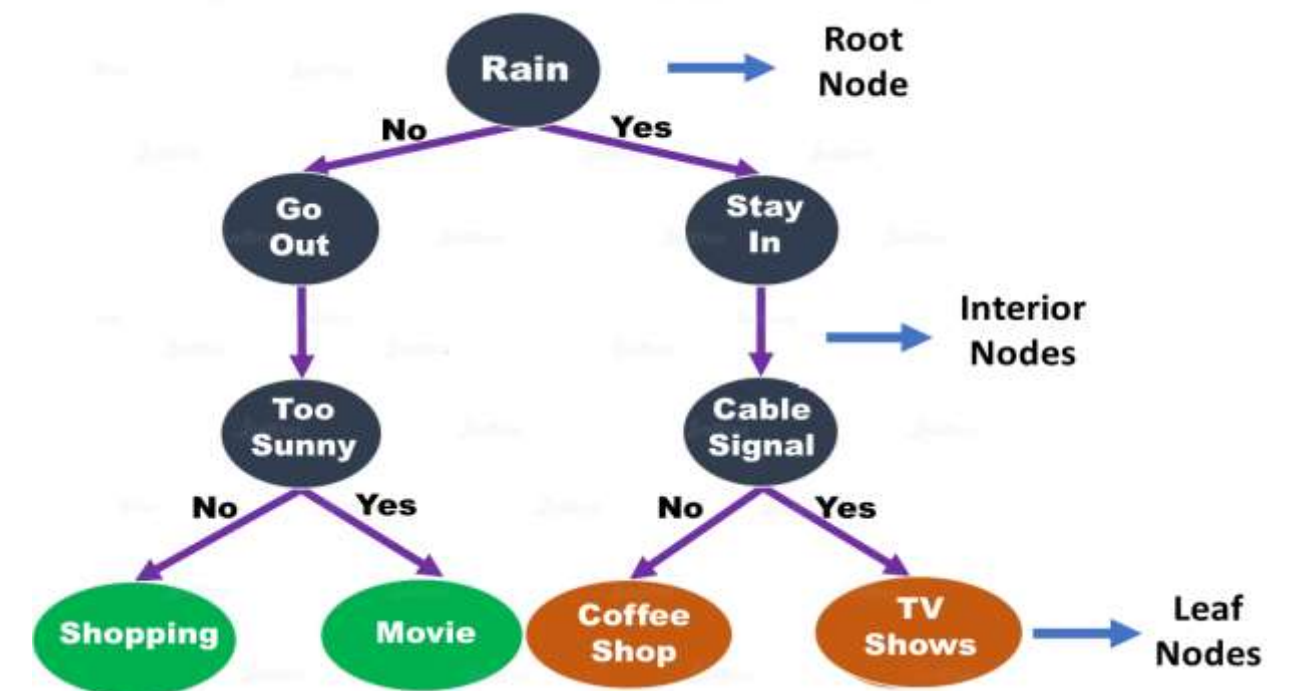 Rain
Root
Node
No
Yes
Go
Out
Stay
In
Interior
Nodes
Too
Sunny
Cable
Signal
No
Yes
No
Yes
Shopping
Movie
Coffee
Shop
TV
Shows
Leaf
Nodes